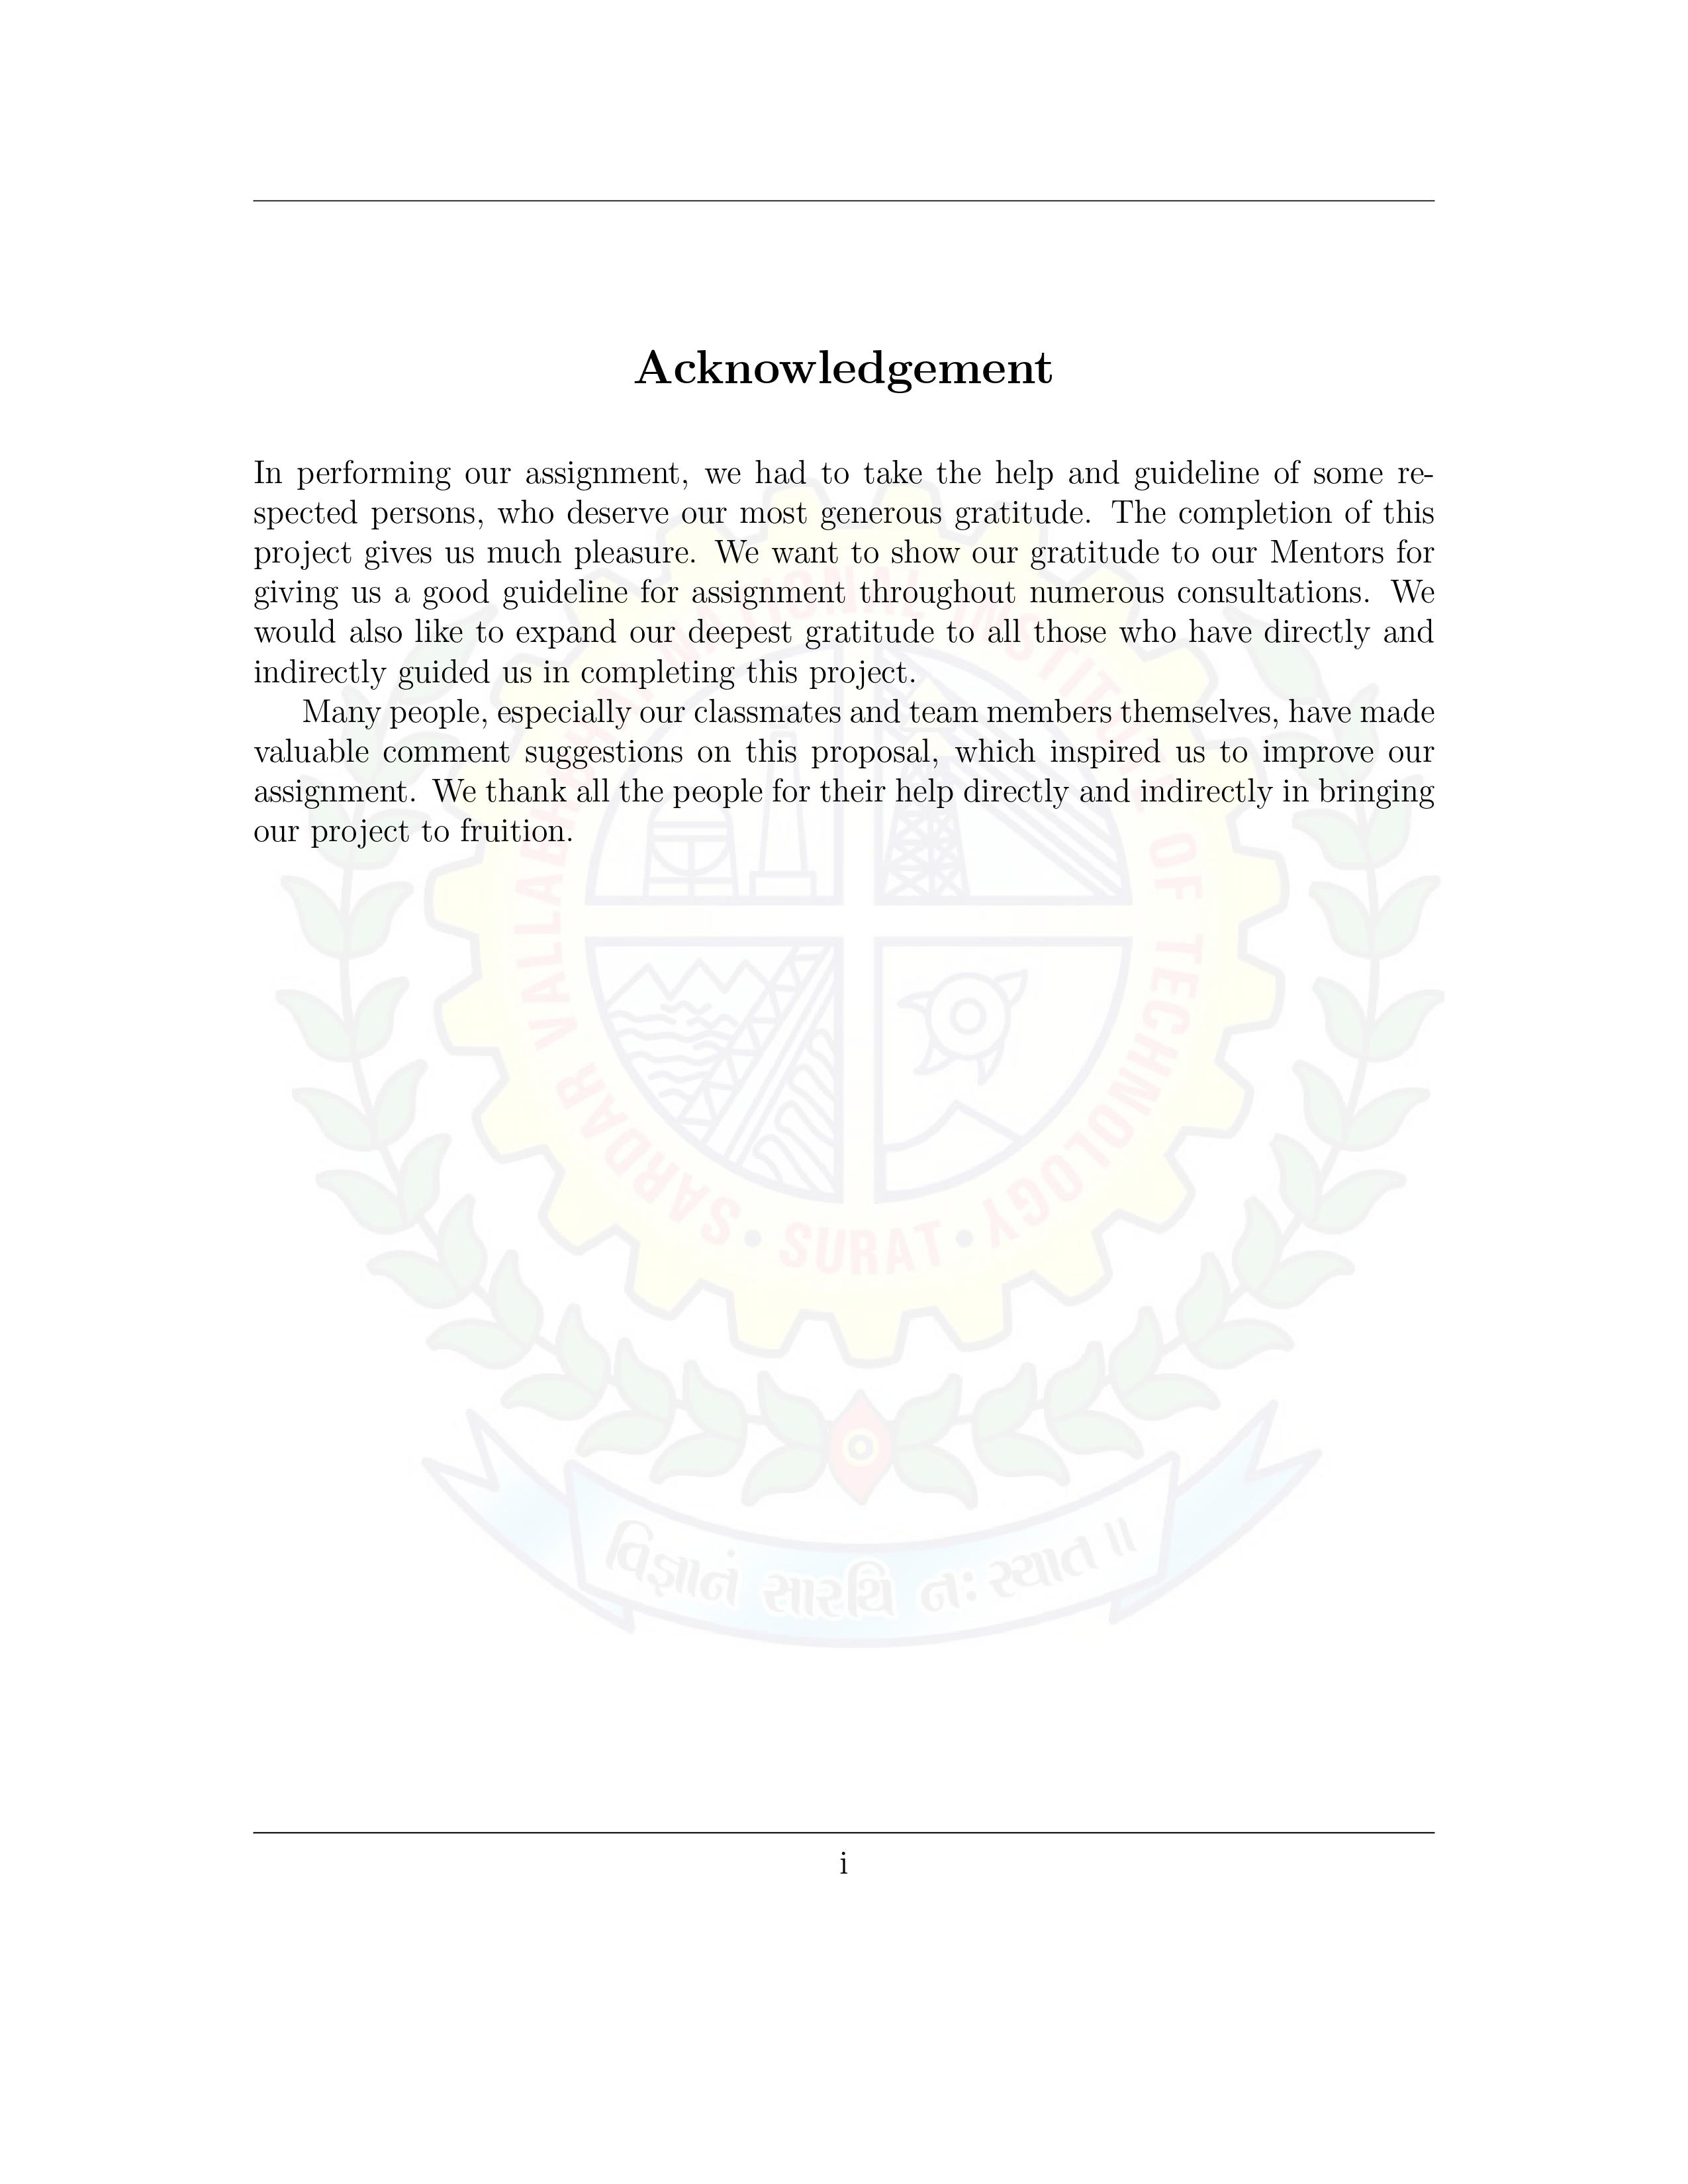 Acknowledgement
In performing our assignment, we had to take the help and guideline of some re-
spected persons, who deserve our most generous gratitude. The completion of this
project gives us much pleasure. We want to show our gratitude to our Mentors for
giving us a good guideline for assignment throughout numerous consultations. We
would also like to expand our deepest gratitude to all those who have directly and
indirectly guided us in completing this project.
Many people, especially our classmates and team members themselves, have made
valuable comment suggestions on this proposal, which inspired us to improve our
assignment. We thank all the people for their help directly and indirectly in bringing
our project to fruition.
SARDAR VALLABHBHAI NATIONAL INSTITUTE OF TECHNOLOGY
• SURAT •
વિજ્ઞાનં સારથિ નઃ સ્યાત ॥
i